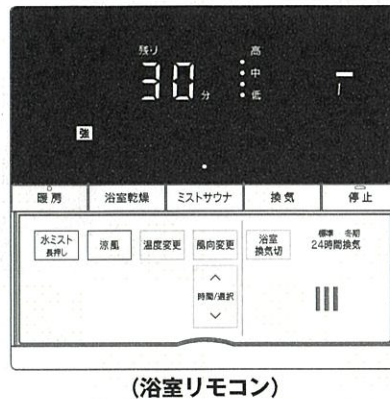 残り
高
30分
中
低
強
暖房 浴室乾燥 ミストサウナ 換気 停止
水ミスト
長押し
涼風
温度変更
風向変更
浴室
換気切
標準 冬期
24時間換気
時間/選択
(浴室リモコン)